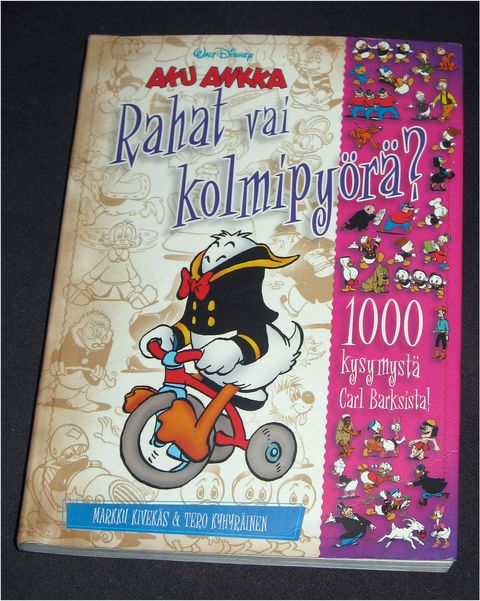 WALT DISNEY
AKU ANKKA
Rahat vai
kolmipyörä?
1000
kysymystä
Carl Barksista!
MARKKU KIVEKÄS & TERO KYHYRÄINEN